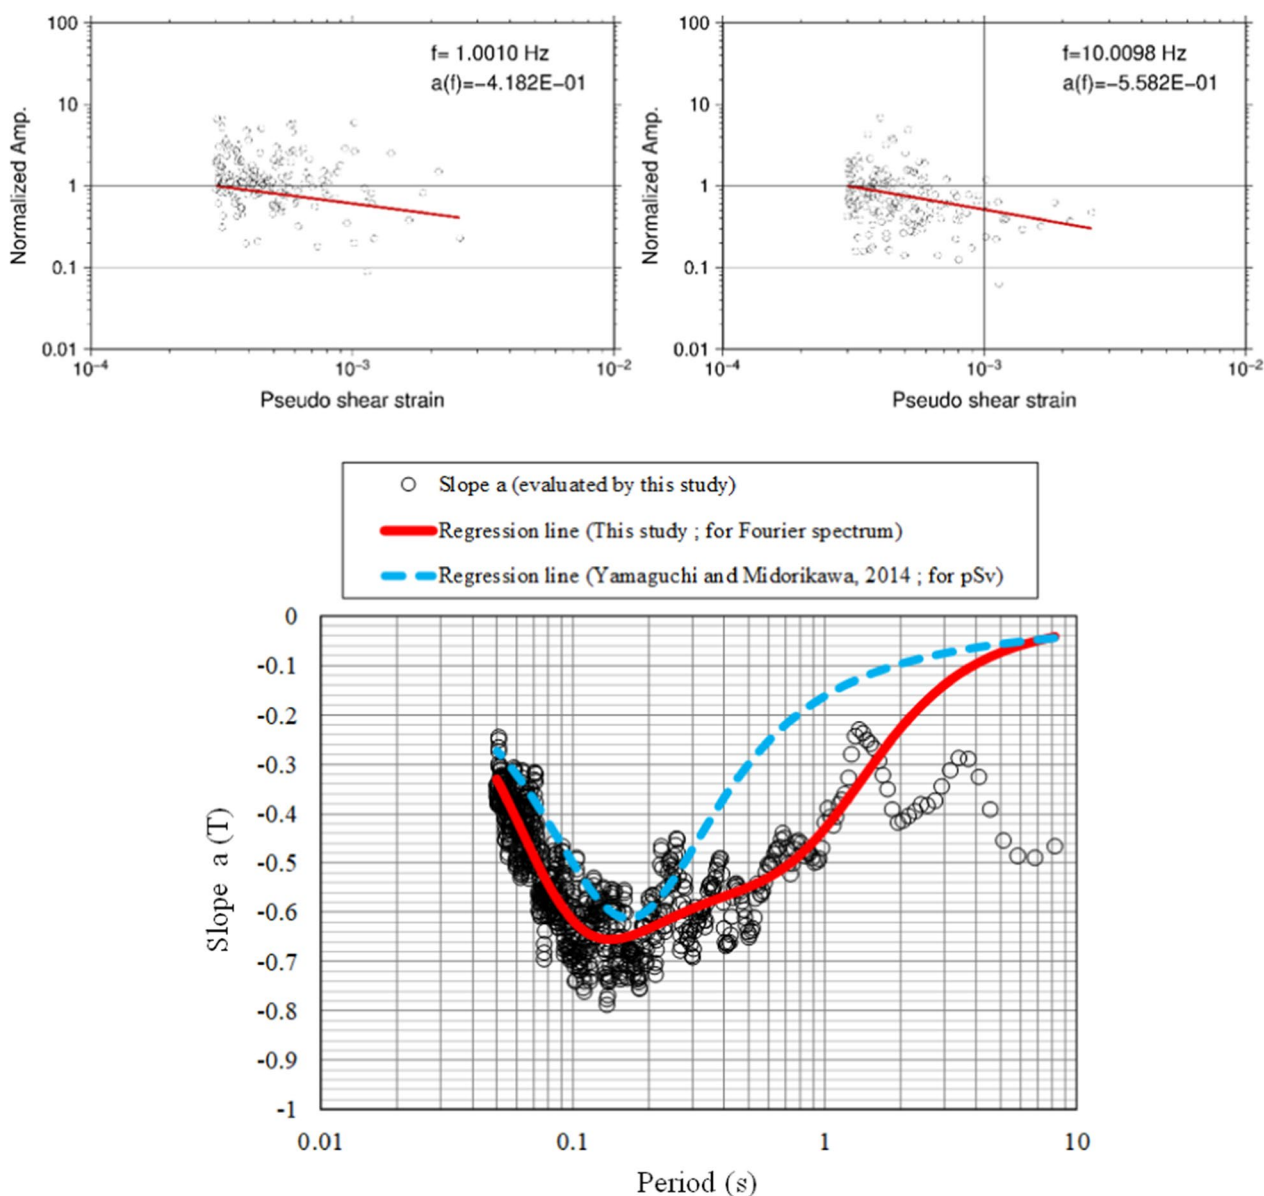 100
10
1
0.1
0.01
Normalized Amp.
f= 1.0010 Hz
a(f)=−4.182E−01
10−4
10−3
10−2
Pseudo shear strain
100
10
1
0.1
0.01
Normalized Amp.
f=10.0098 Hz
a(f)=−5.582E−01
10−4
10−3
10−2
Pseudo shear strain
Slope a (evaluated by this study)
Regression line (This study ; for Fourier spectrum)
Regression line (Yamaguchi and Midorikawa, 2014 ; for pSv)
0
-0.1
-0.2
-0.3
-0.4
-0.5
-0.6
-0.7
-0.8
-0.9
-1
Slope a (T)
0.01
0.1
1
10
Period (s)